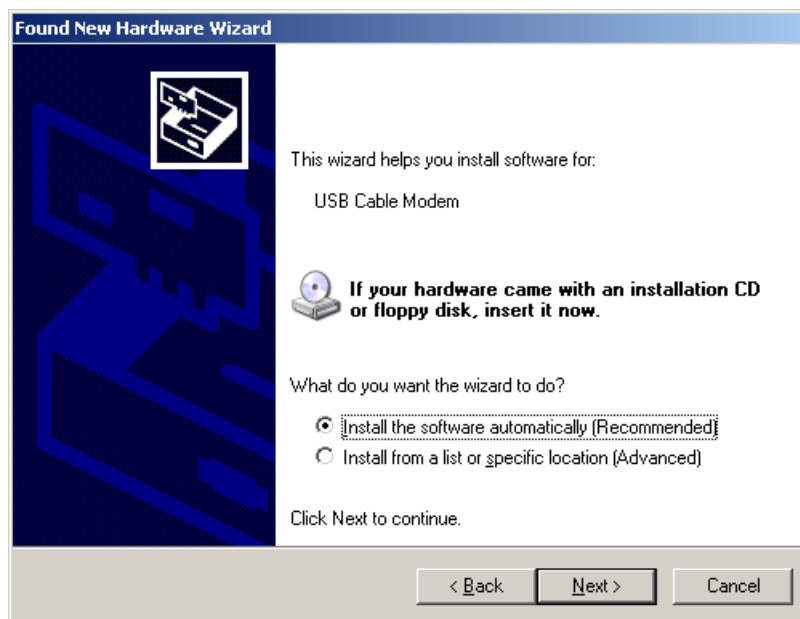 Found New Hardware Wizard
This wizard helps you install software for:
USB Cable Modem
If your hardware came with an installation CD
or floppy disk, insert it now.
What do you want the wizard to do?
Install the software automatically (Recommended)
Install from a list or specific location (Advanced)
Click Next to continue.
< Back
Next >
Cancel